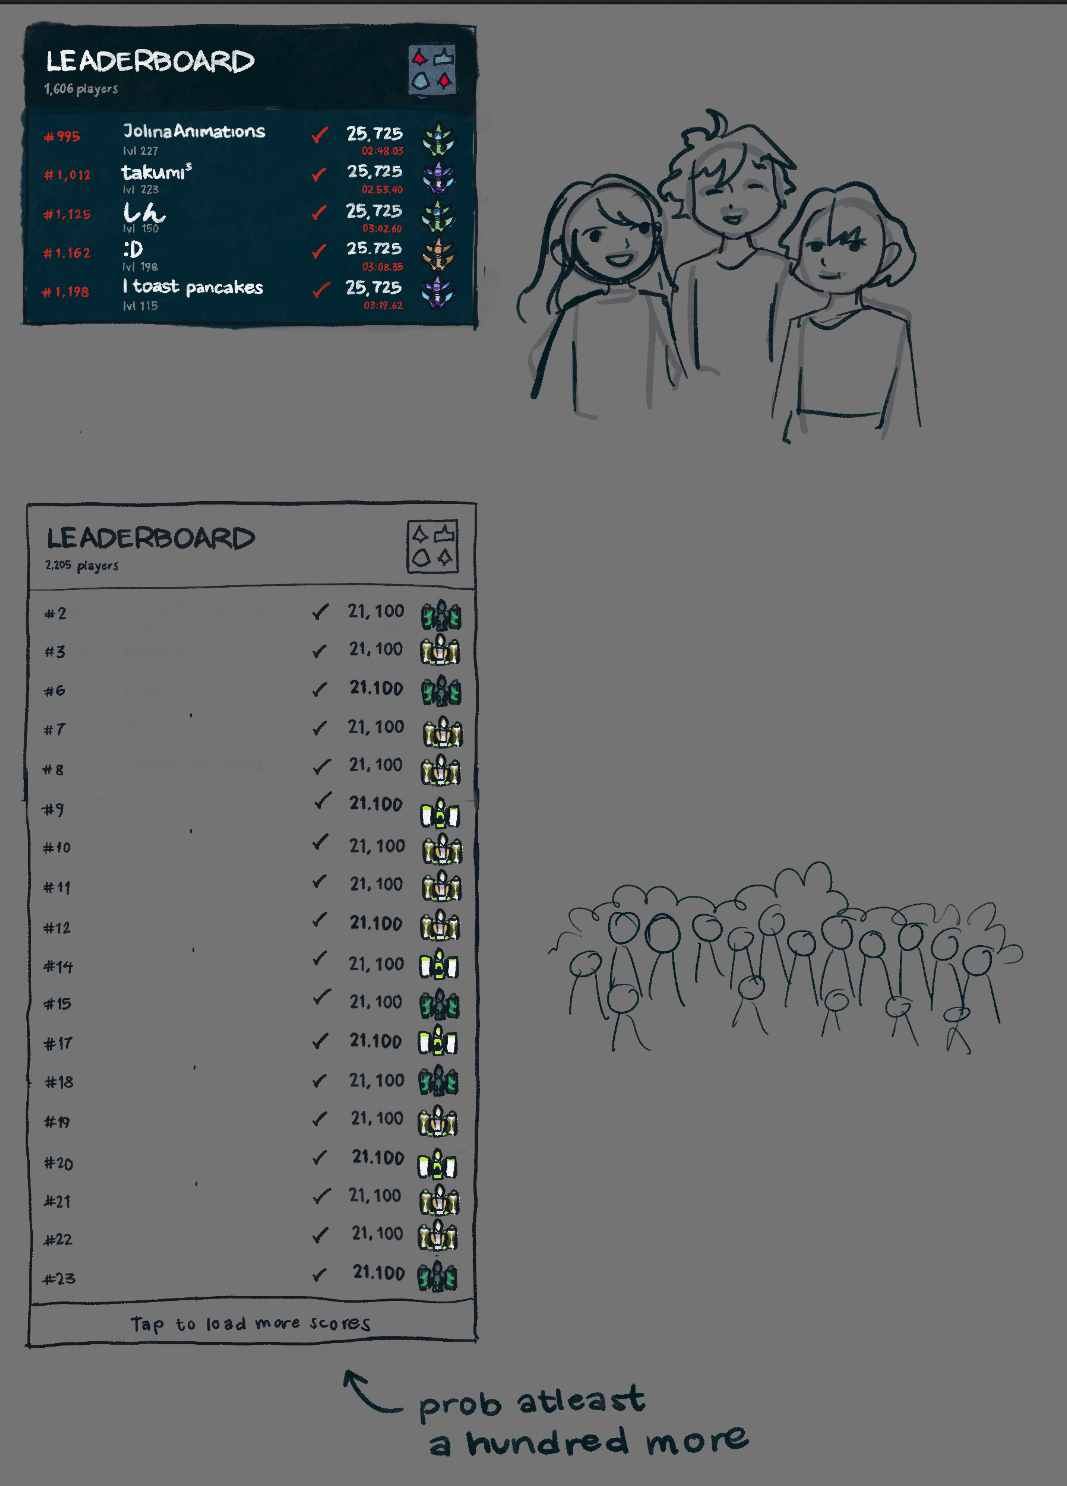 LEADERBOARD
1,606 players
#995 JolinaAnimations ✓ 25,725
lvl 227 02:48.03
#1,012 takumiˢ ✓ 25,725
lvl 223 02.53.40
#1,125 しん ✓ 25,725
lvl 150 03:02.60
#1.162 :D ✓ 25.725
lvl 198 03:08.35
#1,198 I toast pancakes ✓ 25,725
lvl 115 03:19.62
LEADERBOARD
2,205 players
#2 ✓ 21,100
#3 ✓ 21,100
#6 ✓ 21.100
#7 ✓ 21,100
#8 ✓ 21,100
#9 ✓ 21.100
#10 ✓ 21,100
#11 ✓ 21,100
#12 ✓ 21.100
#14 ✓ 21,100
#15 ✓ 21,100
#17 ✓ 21.100
#18 ✓ 21,100
#19 ✓ 21,100
#20 ✓ 21.100
#21 ✓ 21,100
#22 ✓ 21,100
#23 ✓ 21.100
Tap to load more scores
prob atleast
a hundred more